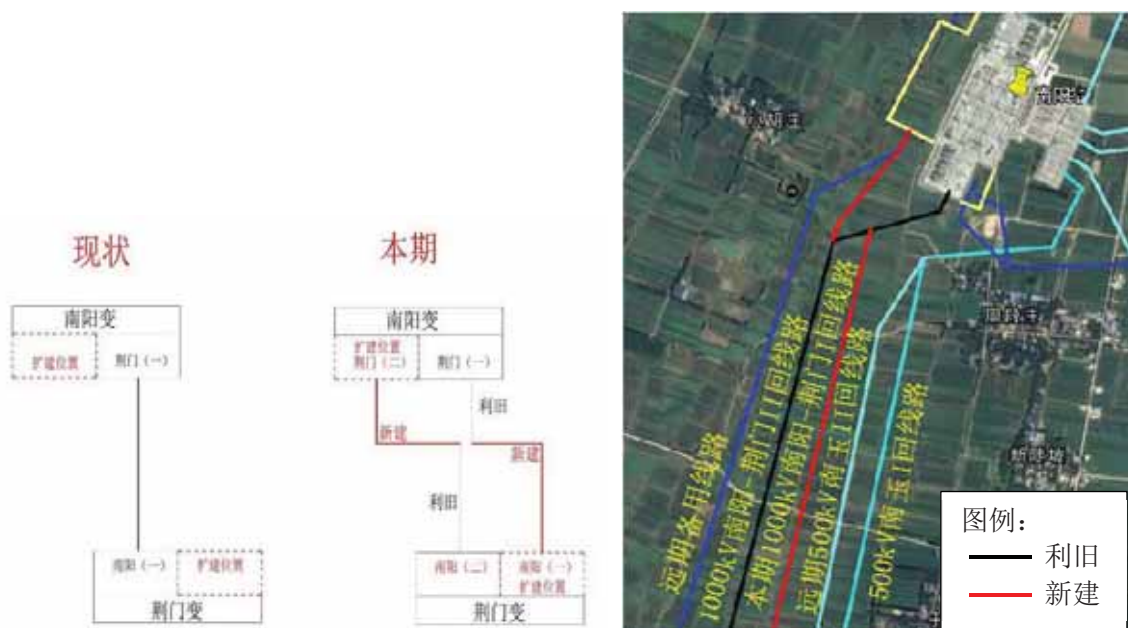 现状
南阳变
扩建位置
荆门（一）
南阳（一）
扩建位置
荆门变
本期
南阳变
扩建位置
荆门（二）
荆门（一）
利旧
新建
新建
利旧
南阳（二）
南阳（一）
扩建位置
荆门变
南阳站
远期备用线路
1000kV南阳-荆门II回线路
本期1000kV南阳-荆门I回线路
远期500kV南玉II回线路
500kV南玉I回线路
图例：
利旧
新建